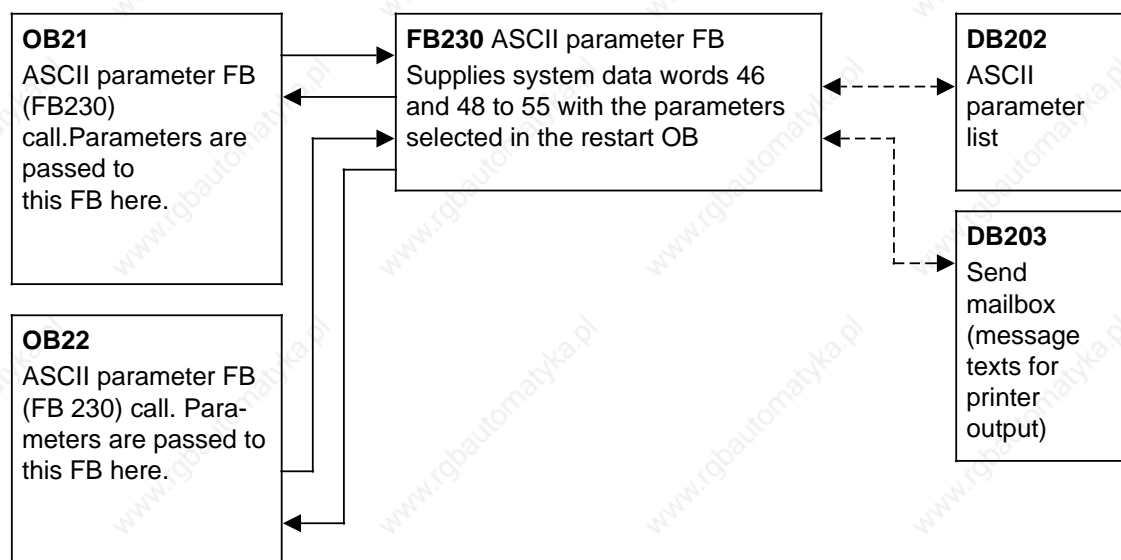 OB21
ASCII parameter FB
(FB230)
call.Parameters are
passed to
this FB here.
OB22
ASCII parameter FB
(FB 230) call. Para-
meters are passed to
this FB here.
FB230 ASCII parameter FB
Supplies system data words 46
and 48 to 55 with the parameters
selected in the restart OB
DB202
ASCII
parameter
list
DB203
Send
mailbox
(message
texts for
printer
output)
www.rgbautomatyka.pl